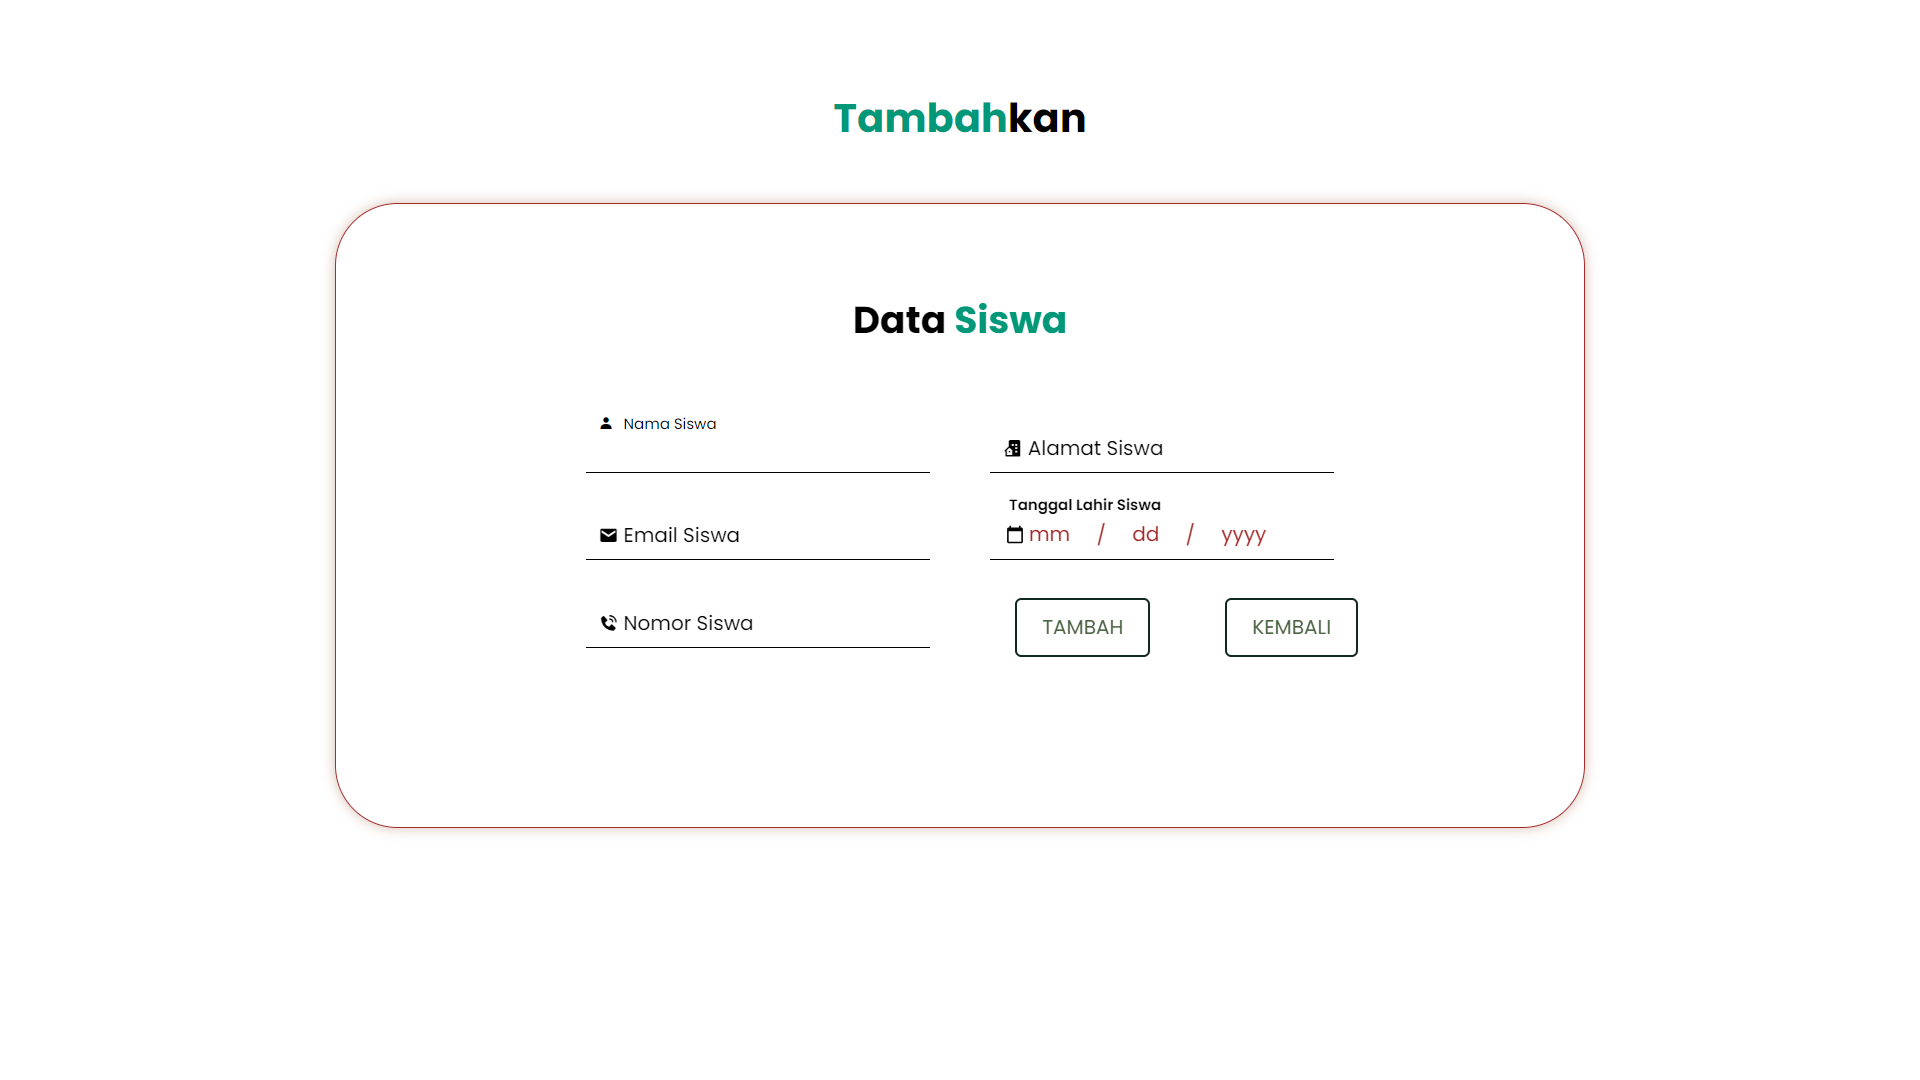 Tambahkan
Data Siswa
Nama Siswa
Alamat Siswa
Tanggal Lahir Siswa
Email Siswa
mm / dd / yyyy
Nomor Siswa
TAMBAH
KEMBALI